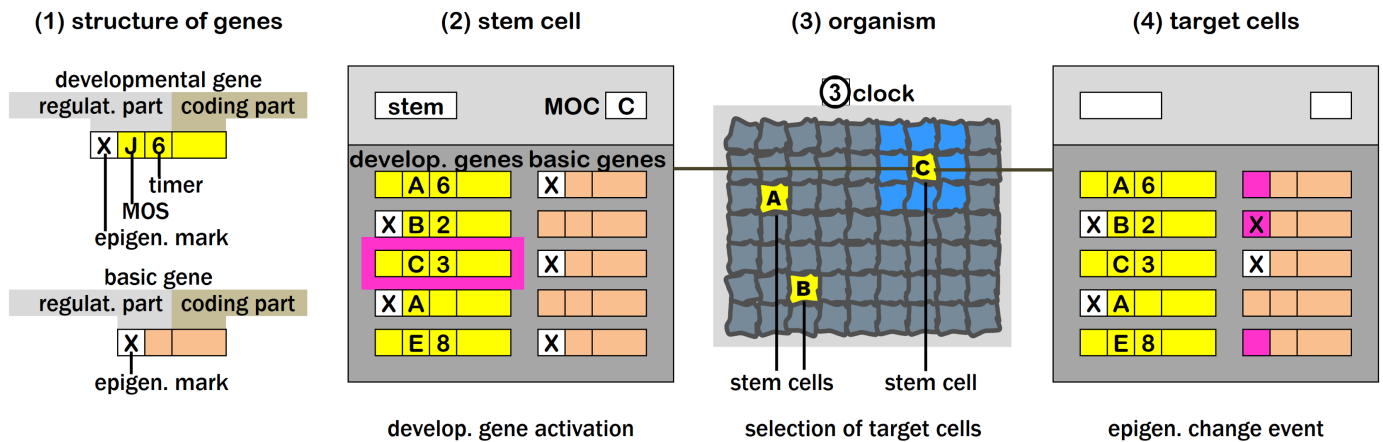 (1) structure of genes
developmental gene
regulat. part coding part
X J 6
timer
MOS
epigen. mark
basic gene
regulat. part coding part
X
epigen. mark
(2) stem cell
stem MOC C
develop. genes basic genes
A 6 X
X B 2
C 3 X
X A
E 8 X
develop. gene activation
(3) organism
3 clock
C
A
B
stem cells stem cell
selection of target cells
(4) target cells
A 6
X B 2 X
C 3 X
X A
E 8
epigen. change event